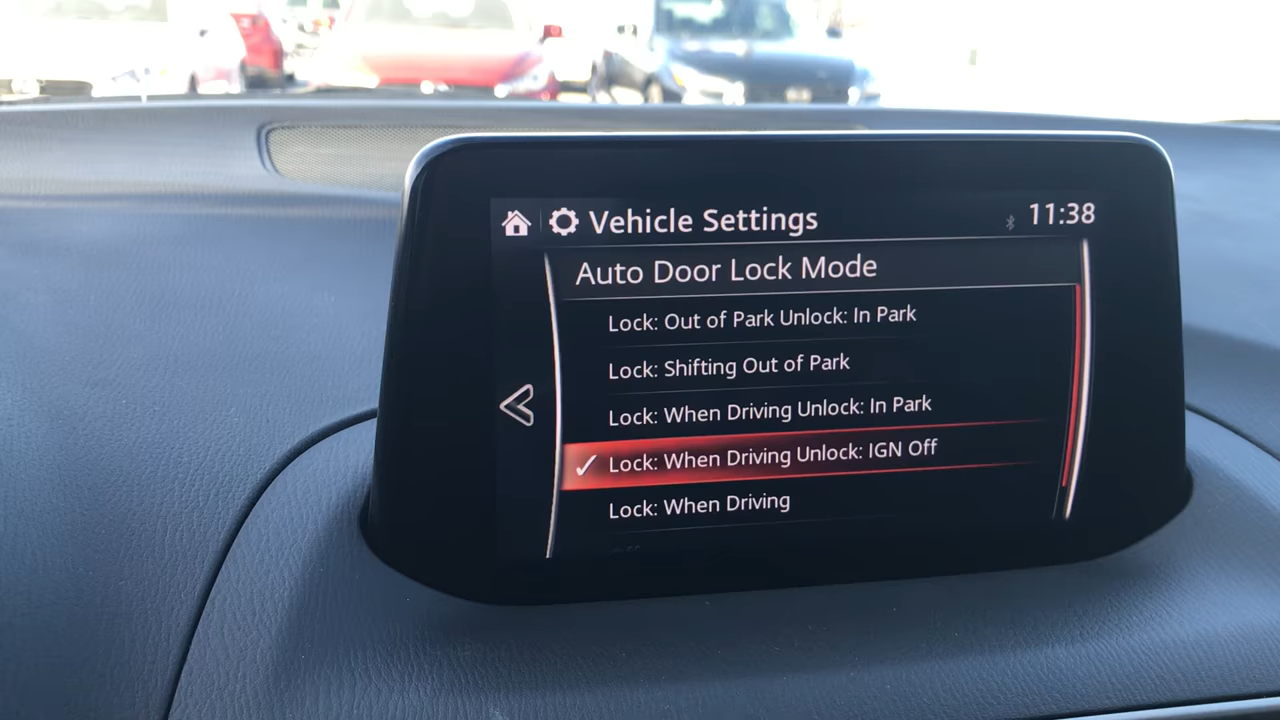 Vehicle Settings
11:38
Auto Door Lock Mode
Lock: Out of Park Unlock: In Park
Lock: Shifting Out of Park
Lock: When Driving Unlock: In Park
Lock: When Driving Unlock: IGN Off
Lock: When Driving